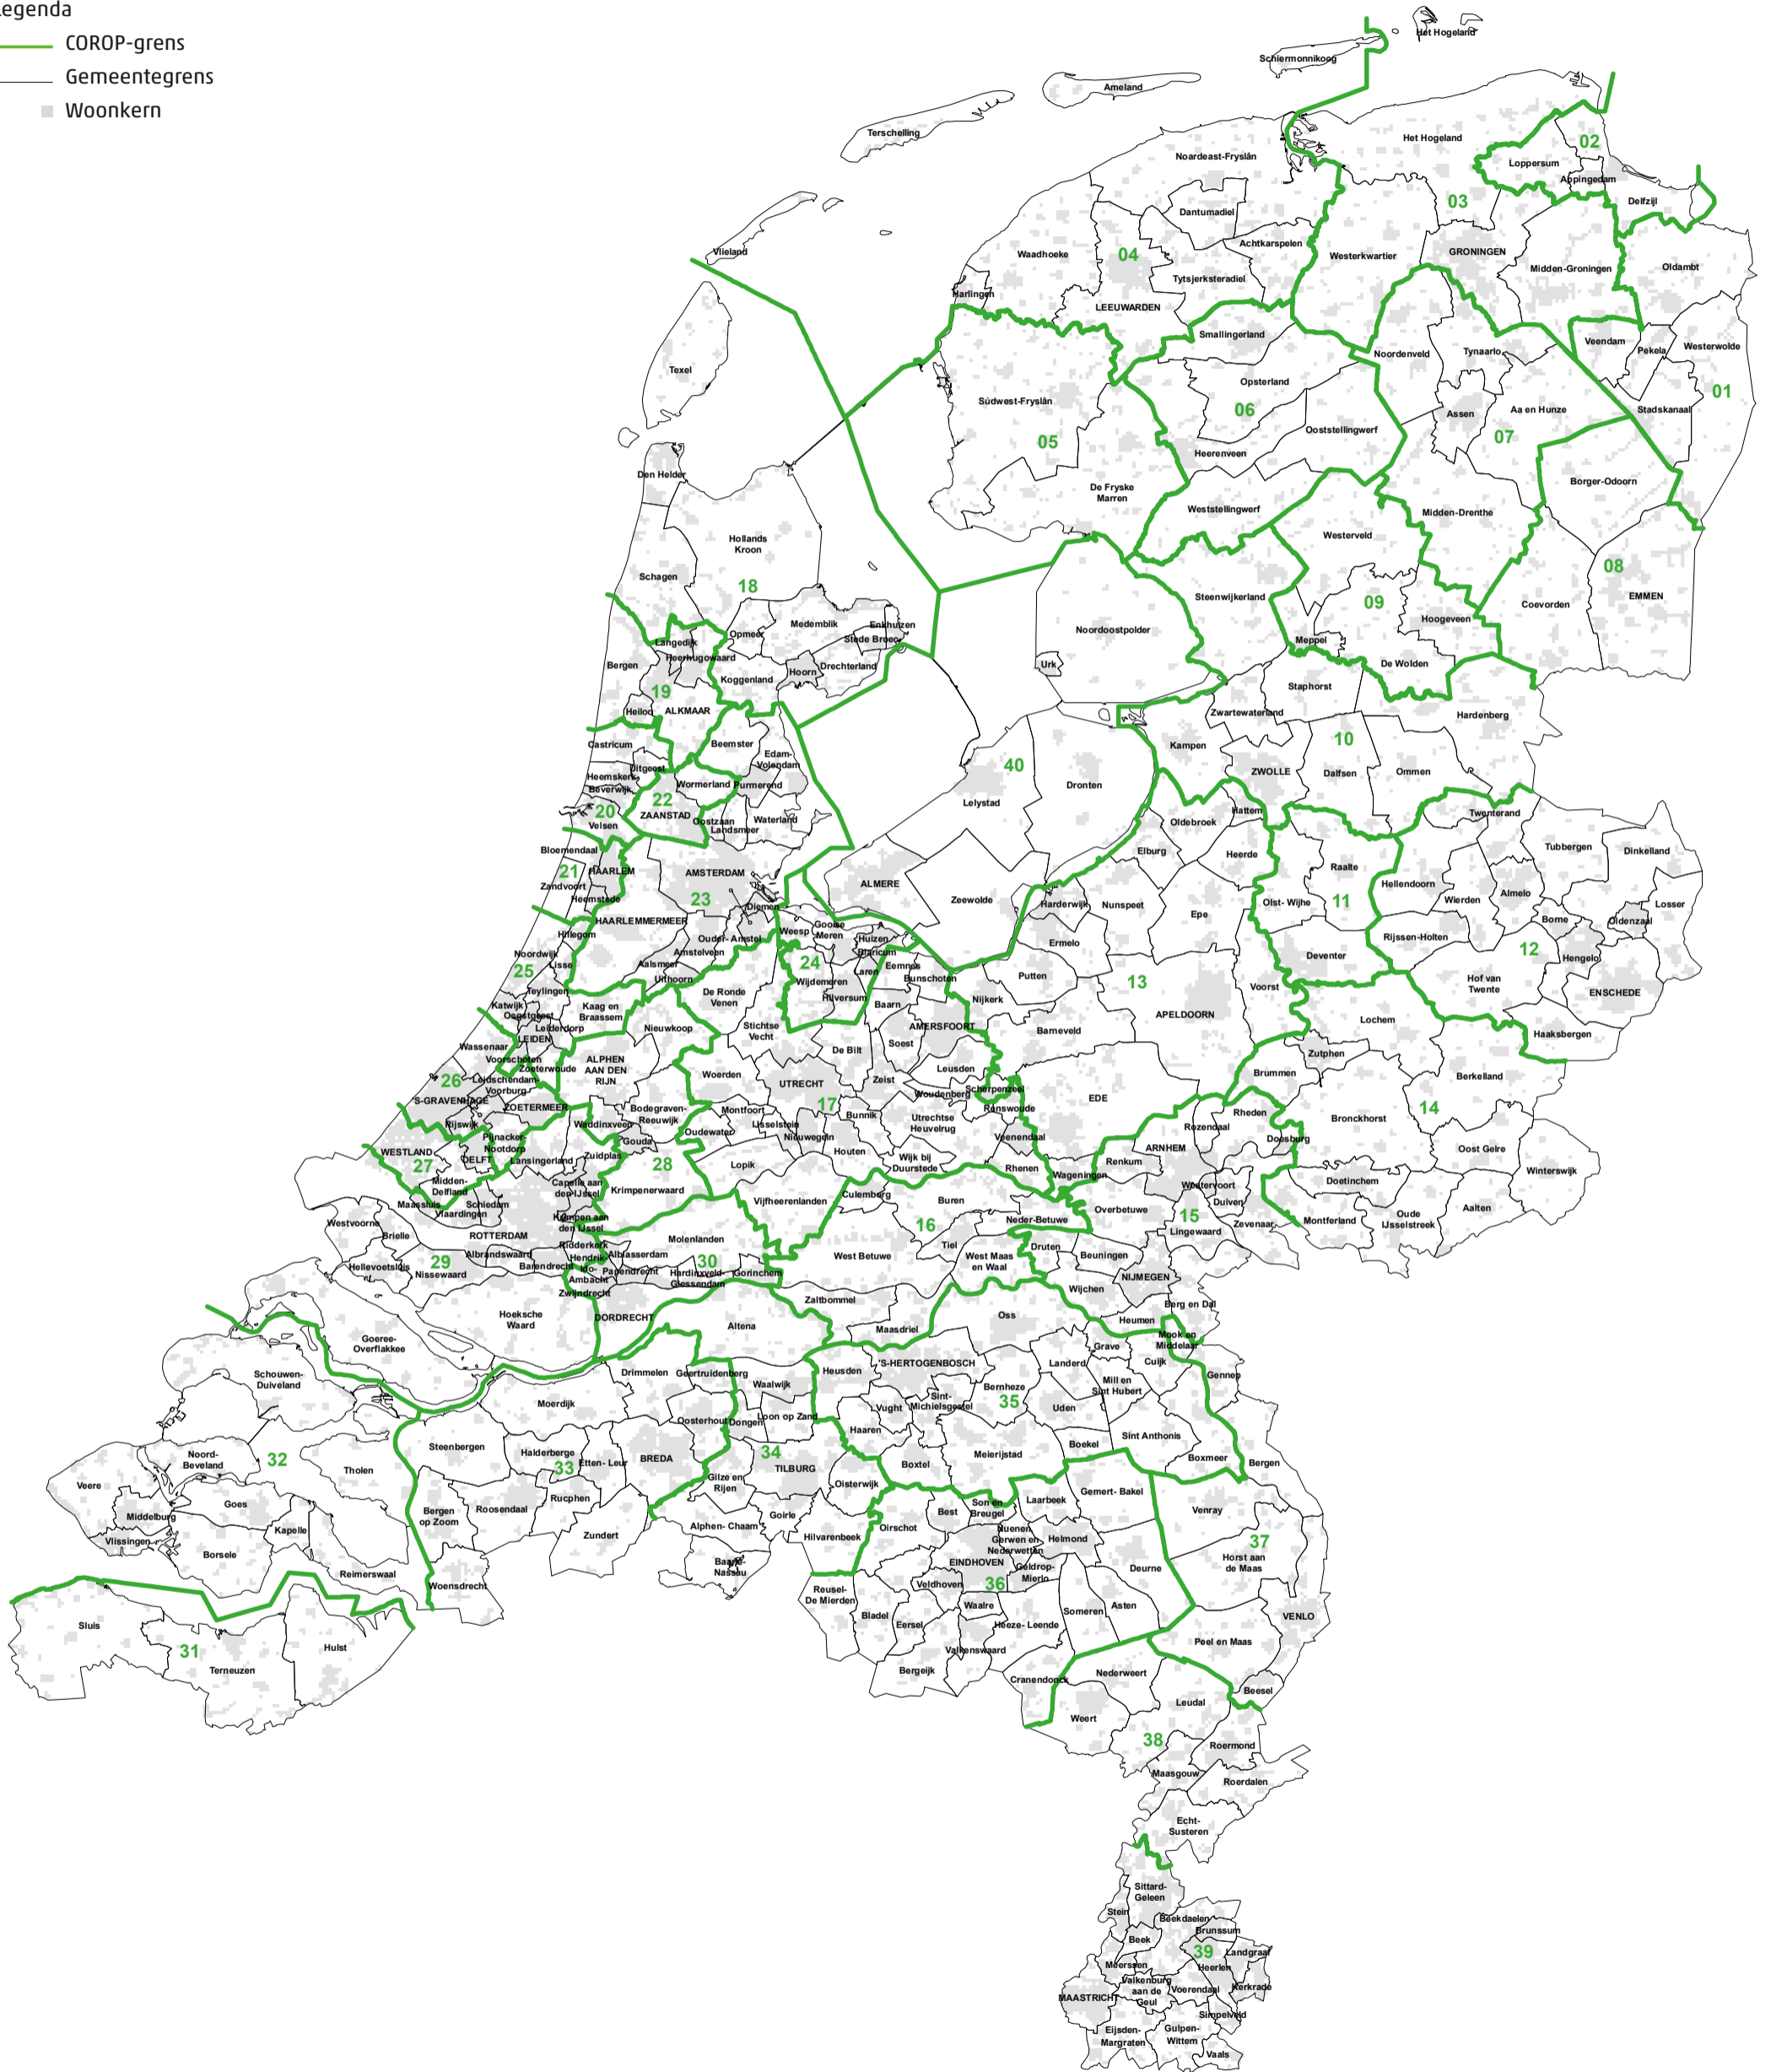 Legenda
COROP-grens
Gemeentegrens
Woonkern
Het Hogeland
Schiermonnikoog
Ameland
Terschelling
Vlieland
Texel
Het Hogeland
02
Loppersum
Appingedam
Delfzijl
03
Noardeast-Fryslân
Dantumadiel
Achtkarspelen
Westerkwartier
GRONINGEN
Midden-Groningen
Oldambt
Waadhoeke
04
Tytsjerksteradiel
Harlingen
LEEUWARDEN
Smallingerland
Noordenveld
Tynaarlo
Veendam
Pekela
Westerwolde
01
Opsterland
06
Súdwest-Fryslân
05
Ooststellingwerf
Assen
Aa en Hunze
07
Stadskanaal
Heerenveen
De Fryske
Marren
Weststellingwerf
Borger-Odoorn
Midden-Drenthe
Westerveld
08
EMMEN
Coevorden
Den Helder
Hollands
Kroon
Schagen
18
Steenwijkerland
09
Hoogeveen
Noordoostpolder
Urk
Meppel
De Wolden
Opmeer
Medemblik
Enkhuizen
Stede Broec
Langedijk
Heerhugowaard
Bergen
Hoorn
Drechterland
Koggenland
19
Heiloo
ALKMAAR
Staphorst
Zwartewaterland
Hardenberg
Castricum
Beemster
Edam-
Volendam
Uitgeest
Heemskerk
Beverwijk
Wormerland
Purmerend
22
ZAANSTAD
Oostzaan
Waterland
Landsmeer
20
Velsen
40
Lelystad
Dronten
Kampen
10
ZWOLLE
Dalfsen
Ommen
Hattem
Oldebroek
Elburg
Heerde
Twenterand
Tubbergen
Dinkelland
Bloemendaal
21
HAARLEM
Zandvoort
Heemstede
AMSTERDAM
23
Diemen
HAARLEMMERMEER
ALMERE
Zeewolde
Harderwijk
Nunspeet
Epe
Raalte
11
Olst- Wijhe
Hellendoorn
Wierden
Almelo
Borne
Oldenzaal
Losser
Hillegom
Ouder- Amstel
Amstelveen
Aalsmeer
Uithoorn
Weesp
Gooise
Meren
Huizen
Blaricum
Laren
Eemnes
Bunschoten
24
Wijdemeren
Hilversum
Ermelo
Putten
Nijkerk
13
APELDOORN
Voorst
Deventer
Rijssen-Holten
12
Hengelo
Hof van
Twente
ENSCHEDE
Haaksbergen
Noordwijk
Lisse
25
Teylingen
Katwijk
Oegstgeest
Leiderdorp
LEIDEN
Kaag en
Braassem
De Ronde
Venen
Nieuwkoop
Stichtse
Vecht
Baarn
AMERSFOORT
Soest
De Bilt
Barneveld
Lochem
Zutphen
Wassenaar
Voorschoten
Zoeterwoude
ALPHEN
AAN DEN
RIJN
26
Leidschendam-
Voorburg
S-GRAVENHAGE
ZOETERMEER
Rijswijk
Woerden
UTRECHT
Zeist
Leusden
Woudenberg
Scherpenzeel
Renswoude
17
Bunnik
Utrechtse
Heuvelrug
Veenendaal
EDE
Brummen
Berkelland
14
Bronckhorst
Rheden
Rozendaal
Doesburg
Bodegraven-
Reeuwijk
Montfoort
IJsselstein
Nieuwegein
Oudewater
Waddinxveen
Gouda
Zuidplas
28
Pijnacker-
Nootdorp
WESTLAND
27
DELFT
Lansingerland
Midden-
Delfland
Maassluis
Vlaardingen
Schiedam
Capelle aan
den IJssel
Krimpenerwaard
Lopik
Houten
Wijk bij
Duurstede
Rhenen
Wageningen
Renkum
ARNHEM
Westervoort
Duiven
Oost Gelre
Winterswijk
Doetinchem
Oude
IJsselstreek
Aalten
Montferland
Zevenaar
15
Lingewaard
Overbetuwe
Neder-Betuwe
Buren
Culemborg
Vijfheerenlanden
16
Tiel
West Betuwe
West Maas
en Waal
Druten
Beuningen
NIJMEGEN
Wijchen
Berg en Dal
Heumen
Mook en
Middelaar
Westvoorne
Brielle
Krimpen aan
den IJssel
ROTTERDAM
29
Nissewaard
Albrandswaard
Barendrecht
Ridderkerk
Hendrik-
Ido-
Ambacht
Zwijndrecht
Alblasserdam
Papendrecht
Molenlanden
30
Hardinxveld-
Giessendam
Gorinchem
Hellevoetsluis
Hoeksche
Waard
DORDRECHT
Altena
Zaltbommel
Maasdriel
Oss
Goeree-
Overflakkee
Schouwen-
Duiveland
Drimmelen
Geertruidenberg
Waalwijk
Heusden
'S-HERTOGENBOSCH
Landerd
Grave
Cuijk
Mill en
Sint Hubert
Gennep
Bernheze
35
Uden
Sint-
Michielsgestel
Vught
Haaren
Moerdijk
Oosterhout
Dongen
Loon op Zand
Steenbergen
Halderberge
33
Etten- Leur
BREDA
34
TILBURG
Gilze en
Rijen
Oisterwijk
Boxtel
Meierijstad
Boekel
Sint Anthonis
Boxmeer
Bergen
Noord-
Beveland
32
Tholen
Veere
Goes
Middelburg
Kapelle
Vlissingen
Borsele
Reimerswaal
Bergen
op Zoom
Roosendaal
Rucphen
Zundert
Woensdrecht
Alphen- Chaam
Goirle
Hilvarenbeek
Baarle-
Nassau
Oirschot
Best
Son en
Breugel
Laarbeek
Gemert- Bakel
Nuenen
Gerwen en
Nederwetten
Helmond
EINDHOVEN
Geldrop-
Mierlo
36
Veldhoven
Waalre
Deurne
Venray
37
Horst aan
de Maas
VENLO
Reusel-
De Mierden
Bladel
Eersel
Heeze- Leende
Valkenswaard
Bergeijk
Someren
Asten
Cranendonck
Peel en Maas
Beesel
Nederweert
Leudal
Weert
38
Roermond
Maasgouw
Roerdalen
Echt-
Susteren
Sluis
31
Terneuzen
Hulst
Sittard-
Geleen
Stein
Beekdaelen
Brunssum
Beek
39
Landgraaf
Heerlen
Meerssen
Valkenburg
aan de
Geul
Voerendaal
Kerkrade
MAASTRICHT
Simpelveld
Eijsden-
Margraten
Gulpen-
Wittem
Vaals